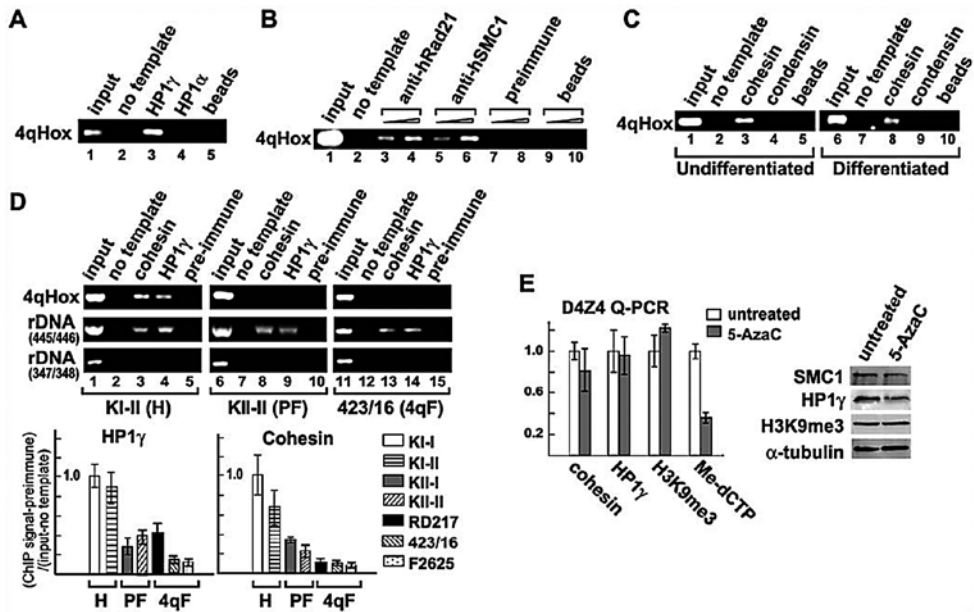 A
input
no template
HP1γ
HP1α
beads
4qHox
1 2 3 4 5
B
input
no template
anti-hRad21
anti-hSMC1
preimmune
beads
4qHox
1 2 3 4 5 6 7 8 9 10
C
input
no template
cohesin
condensin
beads
input
no template
cohesin
condensin
beads
4qHox
1 2 3 4 5 6 7 8 9 10
Undifferentiated Differentiated
D
input
no template
cohesin
HP1γ
pre-immune
input
no template
cohesin
HP1γ
pre-immune
input
no template
cohesin
HP1γ
pre-immune
4qHox
rDNA
(445/446)
rDNA
(347/348)
1 2 3 4 5 6 7 8 9 10 11 12 13 14 15
KI-II (H) KII-II (PF) 423/16 (4qF)
HP1γ
Cohesin
(ChIP signal-preimmune)
/(input-no template)
1.0
1.0
H PF 4qF
H PF 4qF
KI-I
KI-II
KII-I
KII-II
RD217
423/16
F2625
E
D4Z4 Q-PCR
untreated
5-AzaC
1.0
0.6
0.2
cohesin
HP1γ
H3K9me3
Me-dCTP
untreated
5-AzaC
SMC1
HP1γ
H3K9me3
α-tubulin